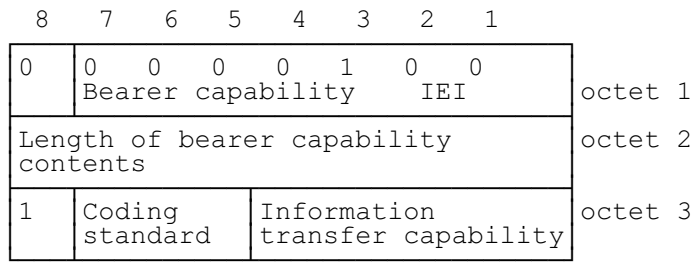 8 7 6 5 4 3 2 1
0 0 0 0 0 1 0 0
Bearer capability IEI octet 1
Length of bearer capability octet 2
contents
1 Coding Information octet 3
standard transfer capability